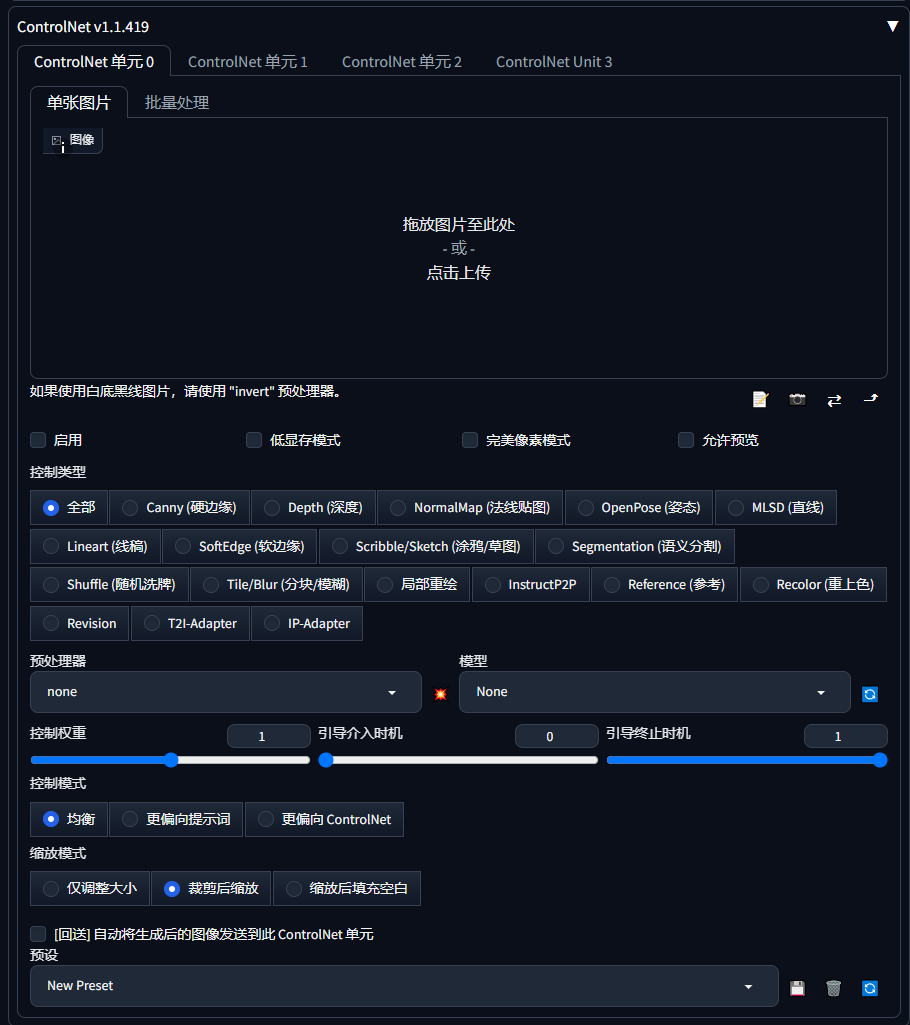 ControlNet v1.1.419
ControlNet 单元 0 ControlNet 单元 1 ControlNet 单元 2 ControlNet Unit 3
单张图片 批量处理
图像
拖放图片至此处
- 或 -
点击上传
如果使用白底黑线图片，请使用 "invert" 预处理器。
启用 低显存模式 完美像素模式 允许预览
控制类型
全部 Canny (硬边缘) Depth (深度) NormalMap (法线贴图) OpenPose (姿态) MLSD (直线)
Lineart (线稿) SoftEdge (软边缘) Scribble/Sketch (涂鸦/草图) Segmentation (语义分割)
Shuffle (随机洗牌) Tile/Blur (分块/模糊) 局部重绘 InstructP2P Reference (参考) Recolor (重上色)
Revision T2I-Adapter IP-Adapter
预处理器 模型
none None
控制权重 1 引导介入时机 0 引导终止时机 1
控制模式
均衡 更偏向提示词 更偏向 ControlNet
缩放模式
仅调整大小 裁剪后缩放 缩放后填充空白
[回送] 自动将生成后的图像发送到此 ControlNet 单元
预设
New Preset